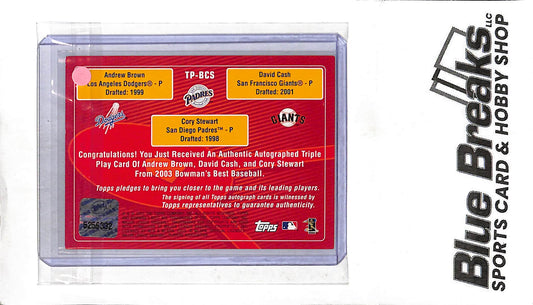 Andrew Brown
Los Angeles Dodgers® - P
Drafted: 1999
TP-BCS
PADRES
David Cash
San Francisco Giants® - P
Drafted: 2001
Dodgers
Cory Stewart
San Diego Padres™ - P
Drafted: 1998
GIANTS
Congratulations! You Just Received An Authentic Autographed Triple
Play Card Of Andrew Brown, David Cash, and Cory Stewart
From 2003 Bowman's Best Baseball.
Topps pledges to bring you closer to the game and its leading players.
The signing of all Topps autograph cards is witnessed by
Topps representatives to guarantee authenticity.
Topps
Blue Breaks LLC
SPORTS CARD & HOBBY SHOP